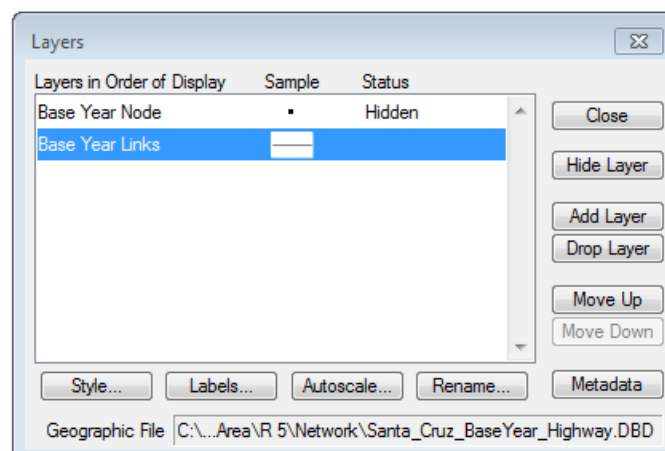 Layers
Layers in Order of Display Sample Status
Base Year Node Hidden
Base Year Links
Close
Hide Layer
Add Layer
Drop Layer
Move Up
Move Down
Style... Labels... Autoscale... Rename... Metadata
Geographic File C:\...Area\R 5\Network\Santa_Cruz_BaseYear_Highway.DBD